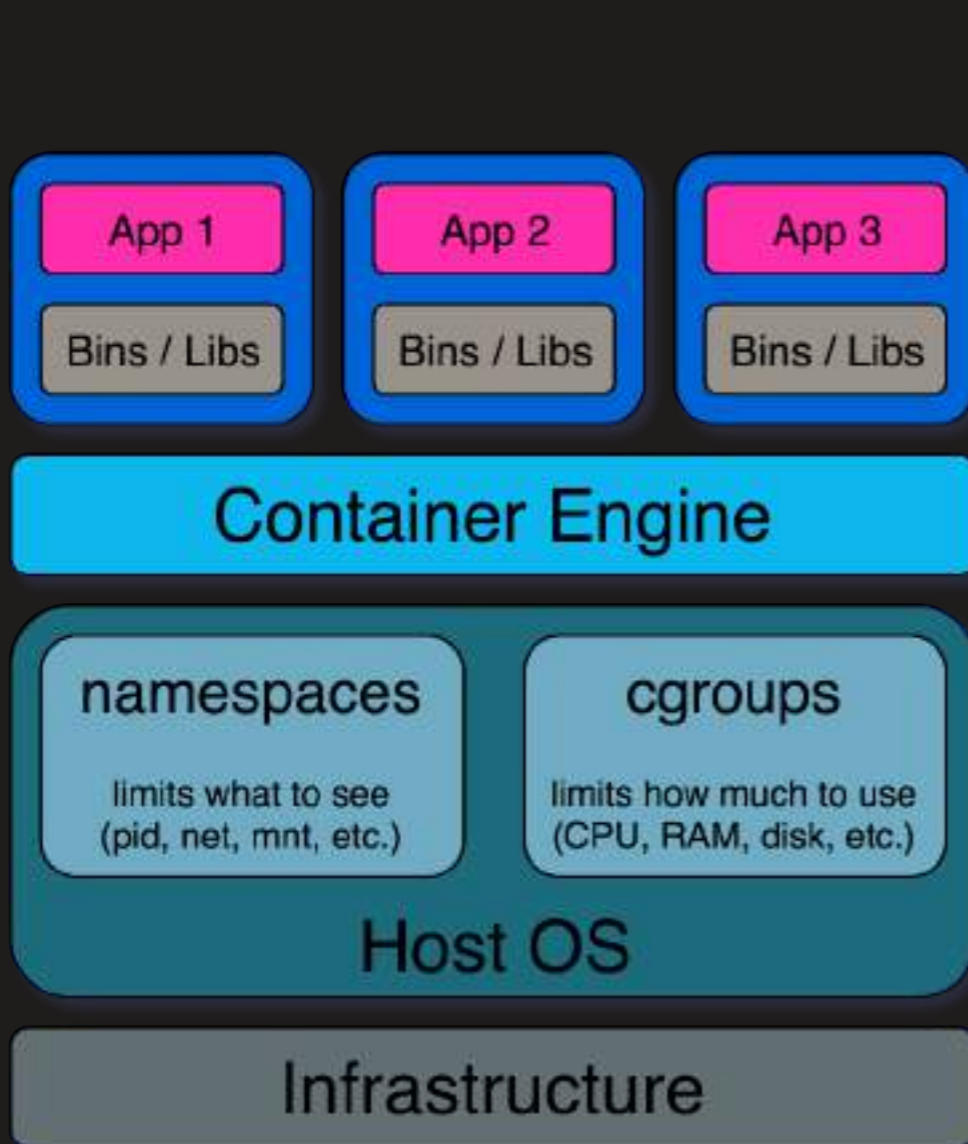 App 1
App 2
App 3
Bins / Libs
Bins / Libs
Bins / Libs
Container Engine
namespaces
limits what to see
(pid, net, mnt, etc.)
cgroups
limits how much to use
(CPU, RAM, disk, etc.)
Host OS
Infrastructure